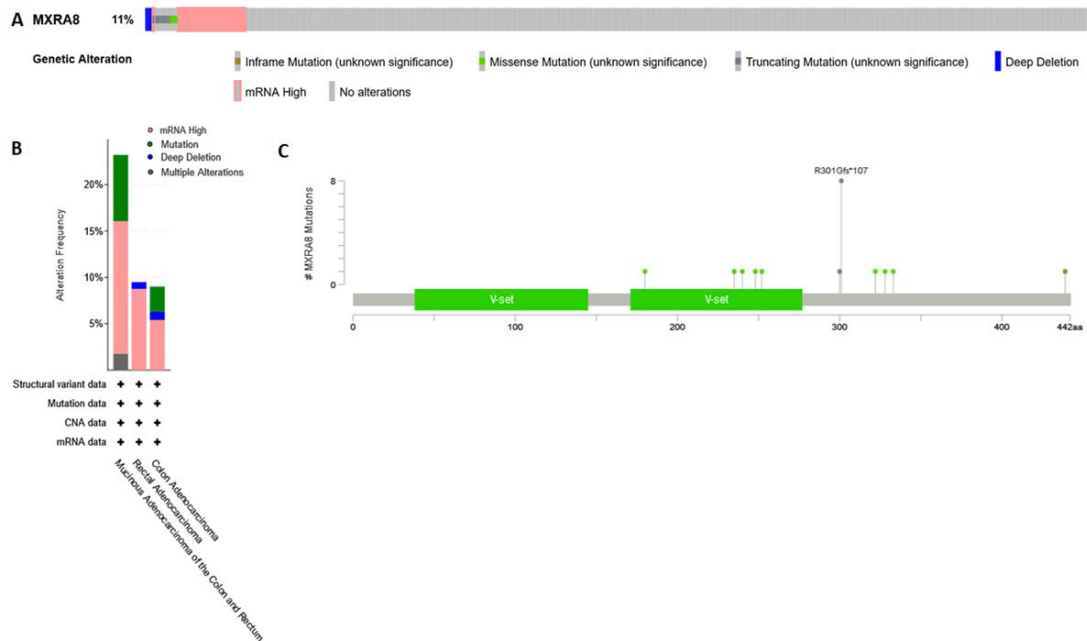 A MXRA8 11%
Genetic Alteration
Inframe Mutation (unknown significance) Missense Mutation (unknown significance) Truncating Mutation (unknown significance) Deep Deletion
mRNA High No alterations
B
mRNA High
Mutation
Deep Deletion
Multiple Alterations
Alteration Frequency
20%
15%
10%
5%
Structural variant data + + +
Mutation data + + +
CNA data + + +
mRNA data + + +
Mucinous Adenocarcinoma of the Colon and Rectum
Rectal Adenocarcinoma
Colon Adenocarcinoma
C
# MXRA8 Mutations
8
0
R301Gfs*107
V-set V-set
0 100 200 300 400 442aa